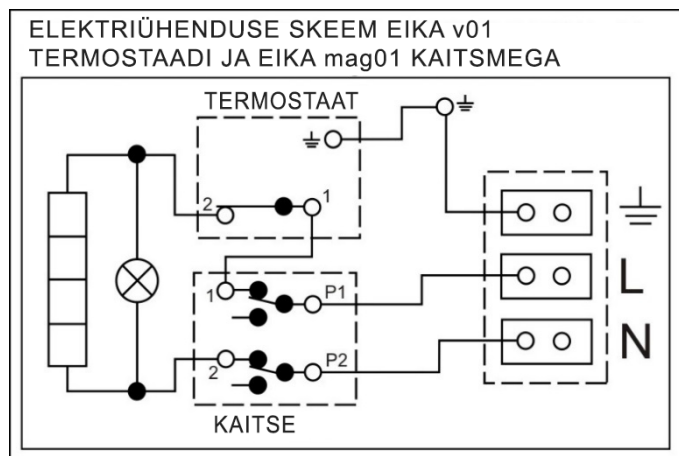 ELEKTRIÜHENDUSE SKEEM EIKA v01
TERMOSTAADI JA EIKA mag01 KAITSMEGA
TERMOSTAAT
2 1
1 P1
L
2 P2
N
KAITSE